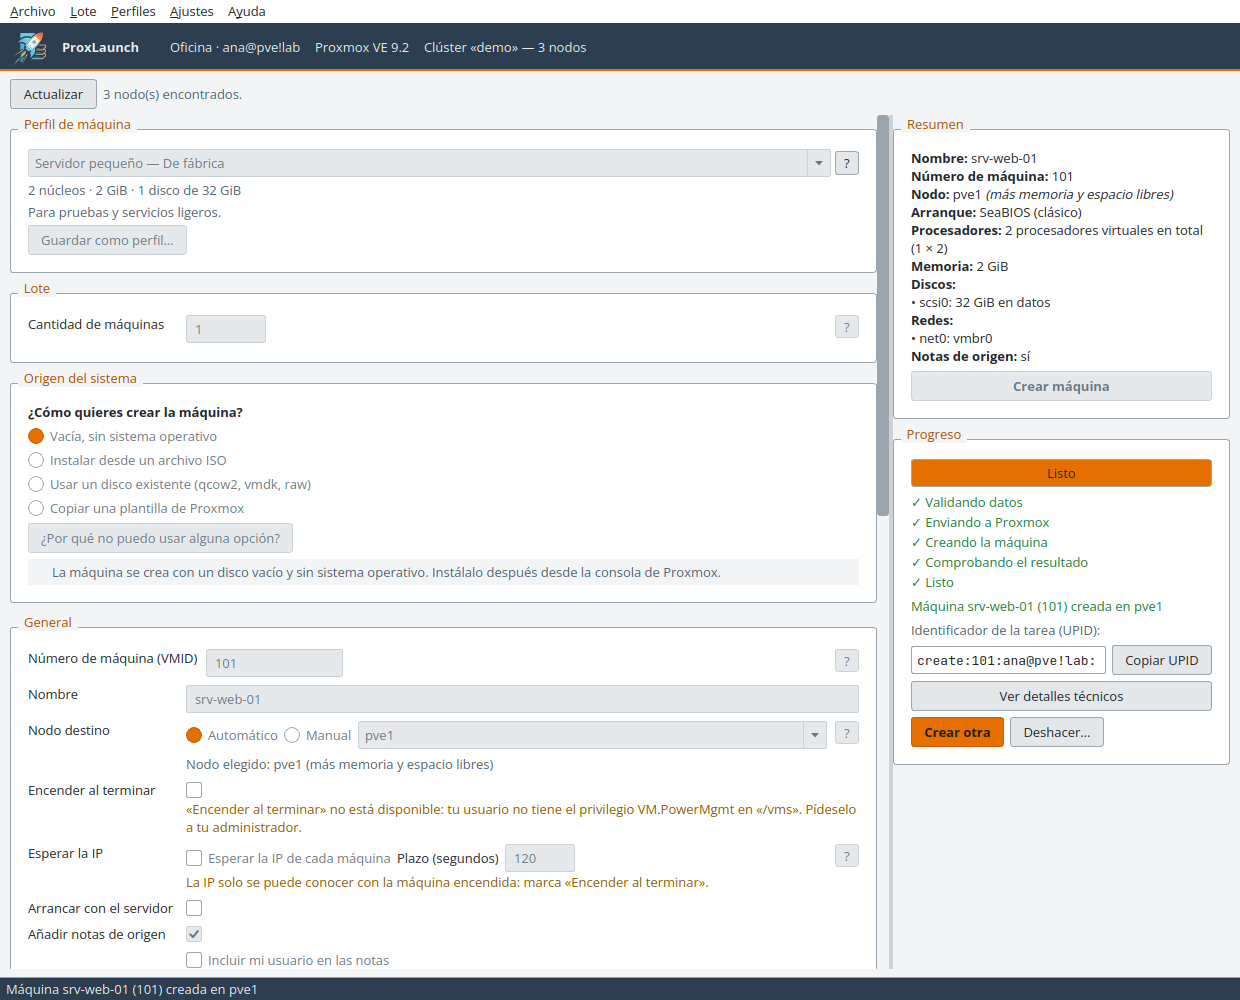 Archivo Lote Perfiles Ajustes Ayuda
ProxLaunch Oficina · ana@pve!lab Proxmox VE 9.2 Clúster «demo» — 3 nodos
Actualizar 3 nodo(s) encontrados.
Perfil de máquina
Servidor pequeño — De fábrica ?
2 núcleos · 2 GiB · 1 disco de 32 GiB
Para pruebas y servicios ligeros.
Guardar como perfil...
Lote
Cantidad de máquinas 1 ?
Origen del sistema
¿Cómo quieres crear la máquina?
Vacía, sin sistema operativo
Instalar desde un archivo ISO
Usar un disco existente (qcow2, vmdk, raw)
Copiar una plantilla de Proxmox
¿Por qué no puedo usar alguna opción?
La máquina se crea con un disco vacío y sin sistema operativo. Instálalo después desde la consola de Proxmox.
General
Número de máquina (VMID) 101 ?
Nombre srv-web-01
Nodo destino Automático Manual pve1 ?
Nodo elegido: pve1 (más memoria y espacio libres)
Encender al terminar
«Encender al terminar» no está disponible: tu usuario no tiene el privilegio VM.PowerMgmt en «/vms». Pídeselo
a tu administrador.
Esperar la IP Esperar la IP de cada máquina Plazo (segundos) 120 ?
La IP solo se puede conocer con la máquina encendida: marca «Encender al terminar».
Arrancar con el servidor
Añadir notas de origen
Incluir mi usuario en las notas
Resumen
Nombre: srv-web-01
Número de máquina: 101
Nodo: pve1 (más memoria y espacio libres)
Arranque: SeaBIOS (clásico)
Procesadores: 2 procesadores virtuales en total
(1 × 2)
Memoria: 2 GiB
Discos:
• scsi0: 32 GiB en datos
Redes:
• net0: vmbr0
Notas de origen: sí
Crear máquina
Progreso
Listo
✓ Validando datos
✓ Enviando a Proxmox
✓ Creando la máquina
✓ Comprobando el resultado
✓ Listo
Máquina srv-web-01 (101) creada en pve1
Identificador de la tarea (UPID):
create:101:ana@pve!lab: Copiar UPID
Ver detalles técnicos
Crear otra Deshacer...
Máquina srv-web-01 (101) creada en pve1